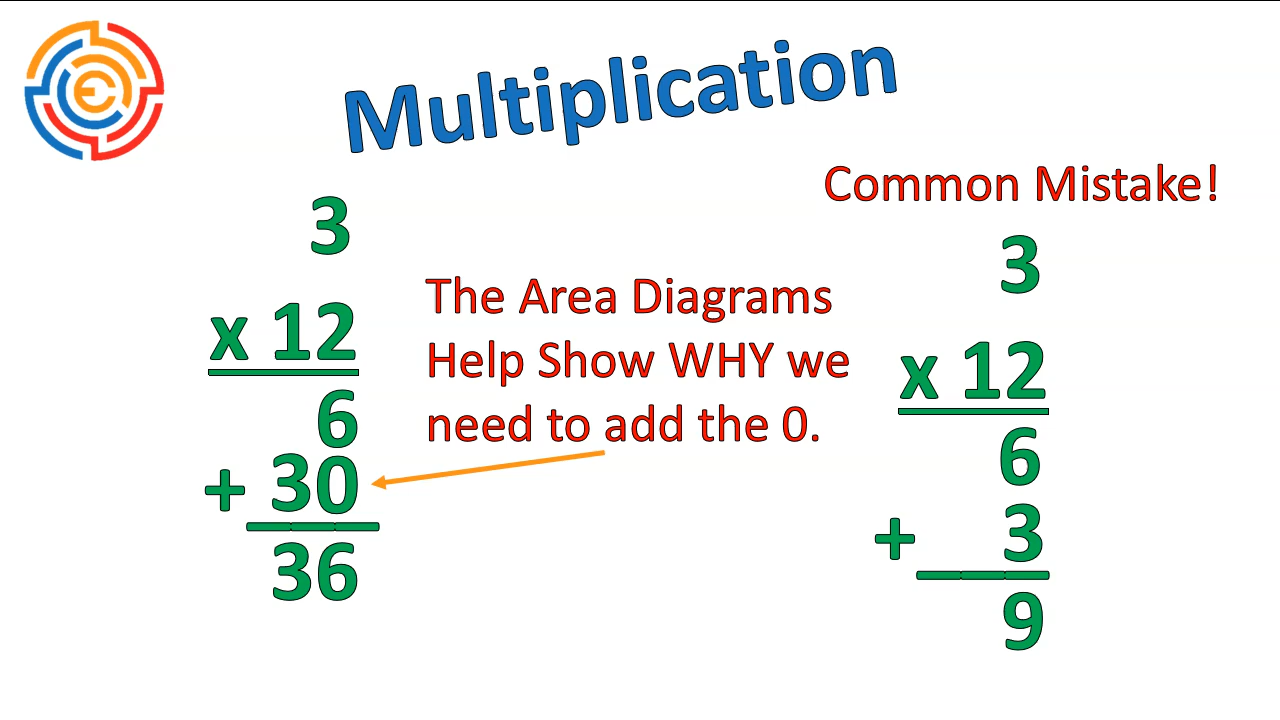 Multiplication
Common Mistake!
3
x 12
6
+ 30
36
The Area Diagrams
Help Show WHY we
need to add the 0.
3
x 12
6
+ 3
9